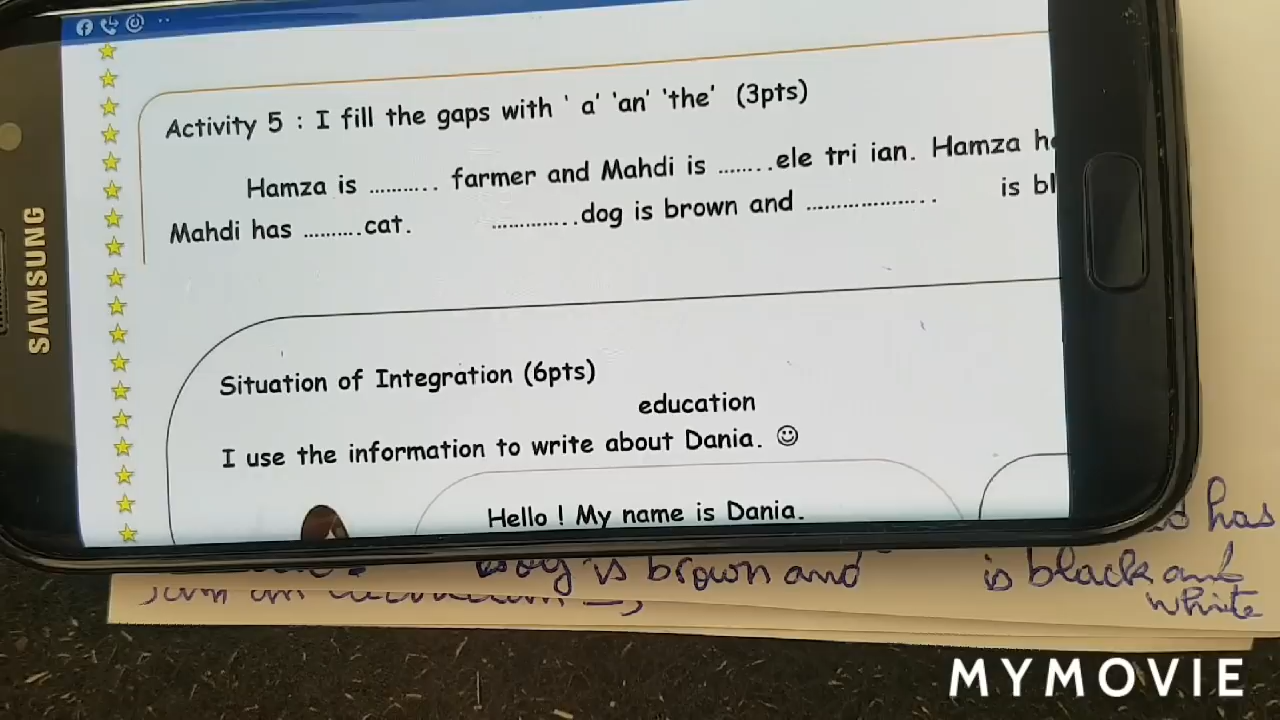 SAMSUNG
Activity 5 : I fill the gaps with ' a' 'an' 'the' (3pts)
Hamza is .......... farmer and Mahdi is ........ele tri ian. Hamza
Mahdi has .........cat. .............dog is brown and .................... is bl
Situation of Integration (6pts)
education
I use the information to write about Dania. ☺
Hello ! My name is Dania.
has
Dog is brown and is black and
white
MYMOVIE